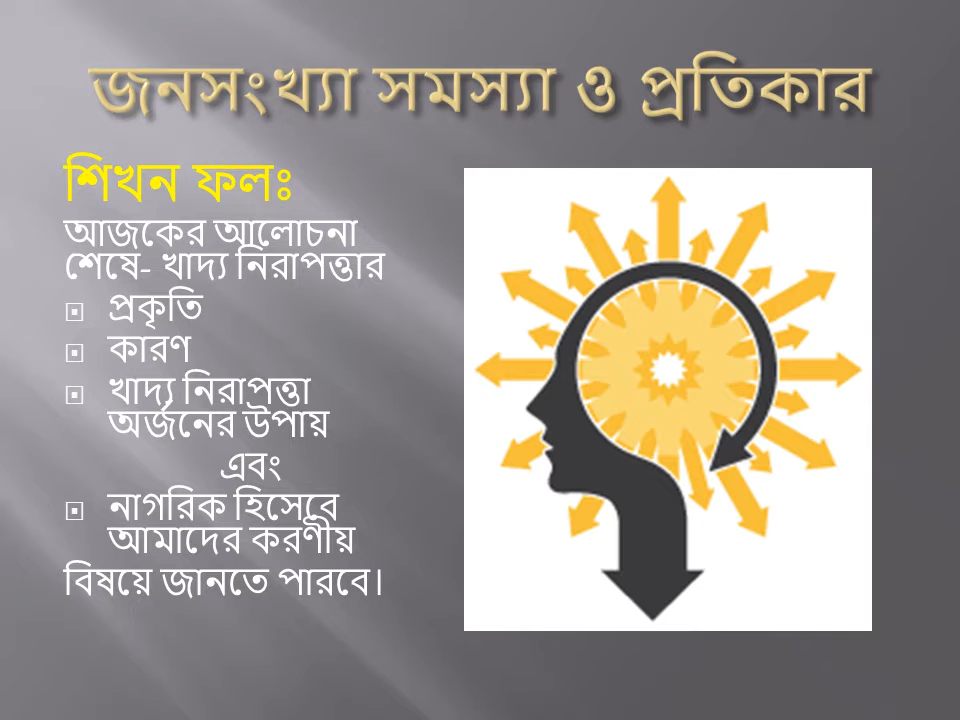 জনসংখ্যা সমস্যা ও প্রতিকার
শিখন ফলঃ
আজকের আলোচনা
শেষে- খাদ্য নিরাপত্তার
প্রকৃতি
কারণ
খাদ্য নিরাপত্তা
অর্জনের উপায়
এবং
নাগরিক হিসেবে
আমাদের করণীয়
বিষয়ে জানতে পারবে।